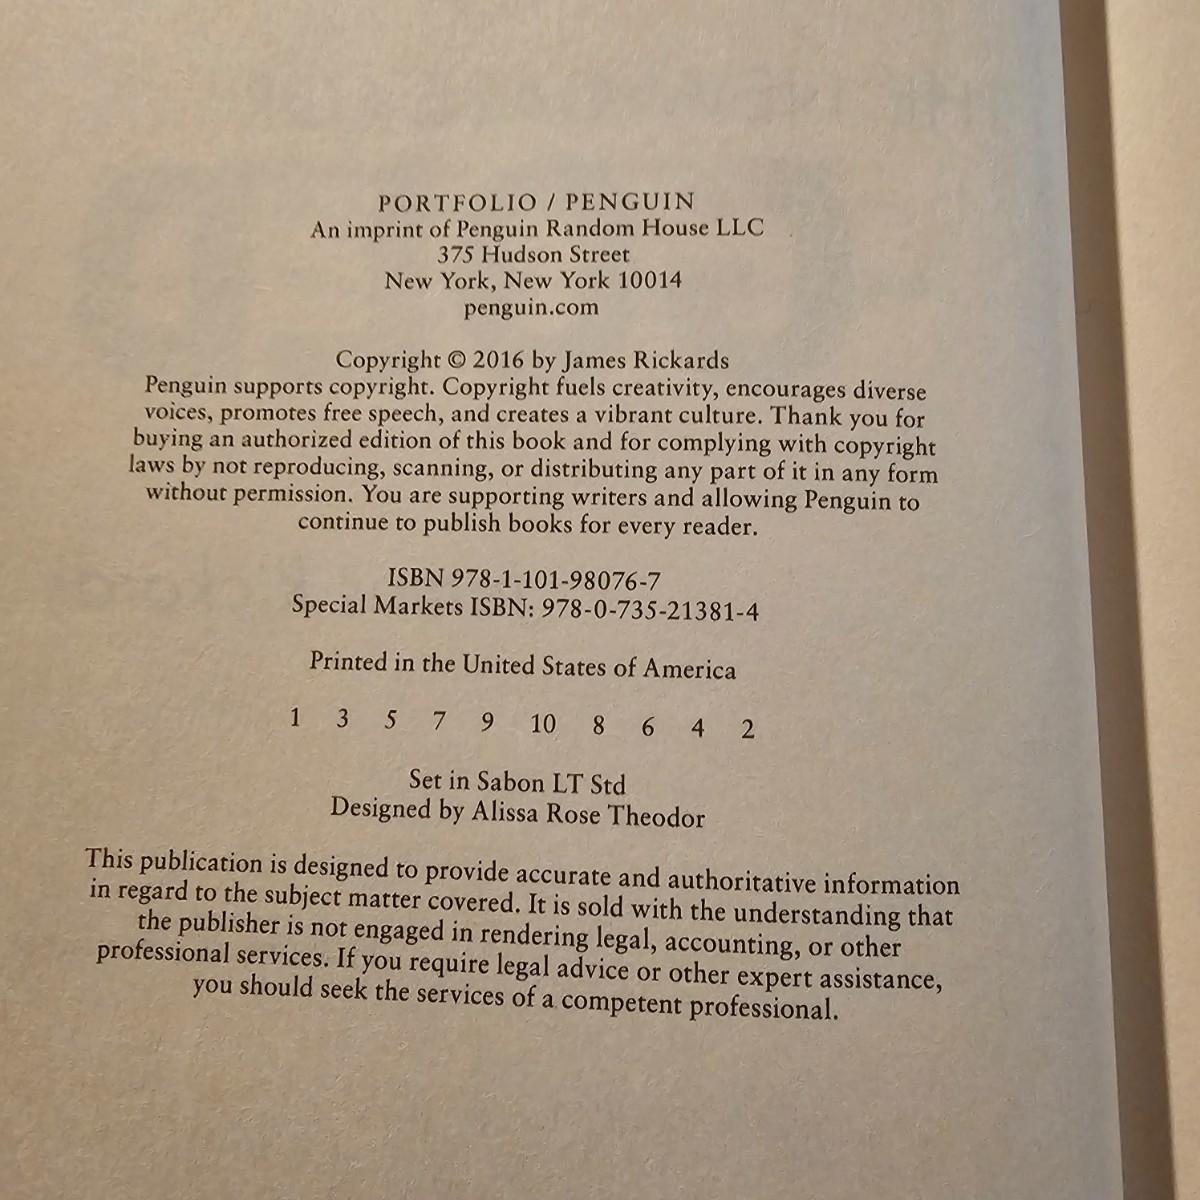 PORTFOLIO / PENGUIN
An imprint of Penguin Random House LLC
375 Hudson Street
New York, New York 10014
penguin.com
Copyright © 2016 by James Rickards
Penguin supports copyright. Copyright fuels creativity, encourages diverse
voices, promotes free speech, and creates a vibrant culture. Thank you for
buying an authorized edition of this book and for complying with copyright
laws by not reproducing, scanning, or distributing any part of it in any form
without permission. You are supporting writers and allowing Penguin to
continue to publish books for every reader.
ISBN 978-1-101-98076-7
Special Markets ISBN: 978-0-735-21381-4
Printed in the United States of America
1 3 5 7 9 10 8 6 4 2
Set in Sabon LT Std
Designed by Alissa Rose Theodor
This publication is designed to provide accurate and authoritative information
in regard to the subject matter covered. It is sold with the understanding that
the publisher is not engaged in rendering legal, accounting, or other
professional services. If you require legal advice or other expert assistance,
you should seek the services of a competent professional.